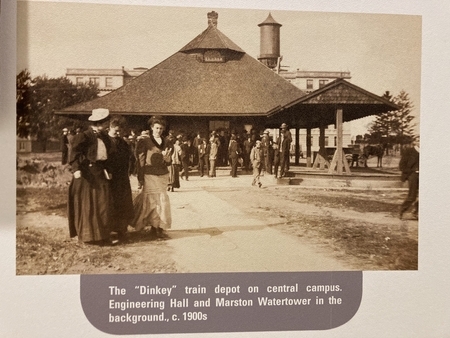 The "Dinkey" train depot on central campus.
Engineering Hall and Marston Watertower in the
background., c. 1900s